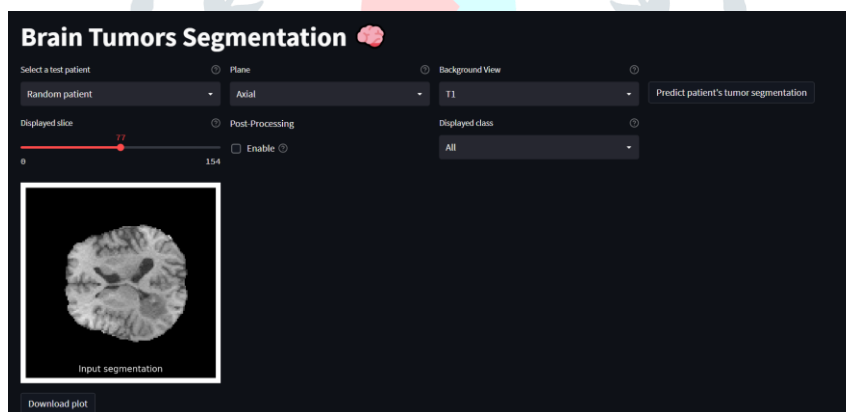 Brain Tumors Segmentation 🧠
Select a test patient
Plane
Background View
Random patient
Axial
T1
Predict patient's tumor segmentation
Displayed slice
Post-Processing
Displayed class
77
Enable
All
0
154
Input segmentation
Download plot